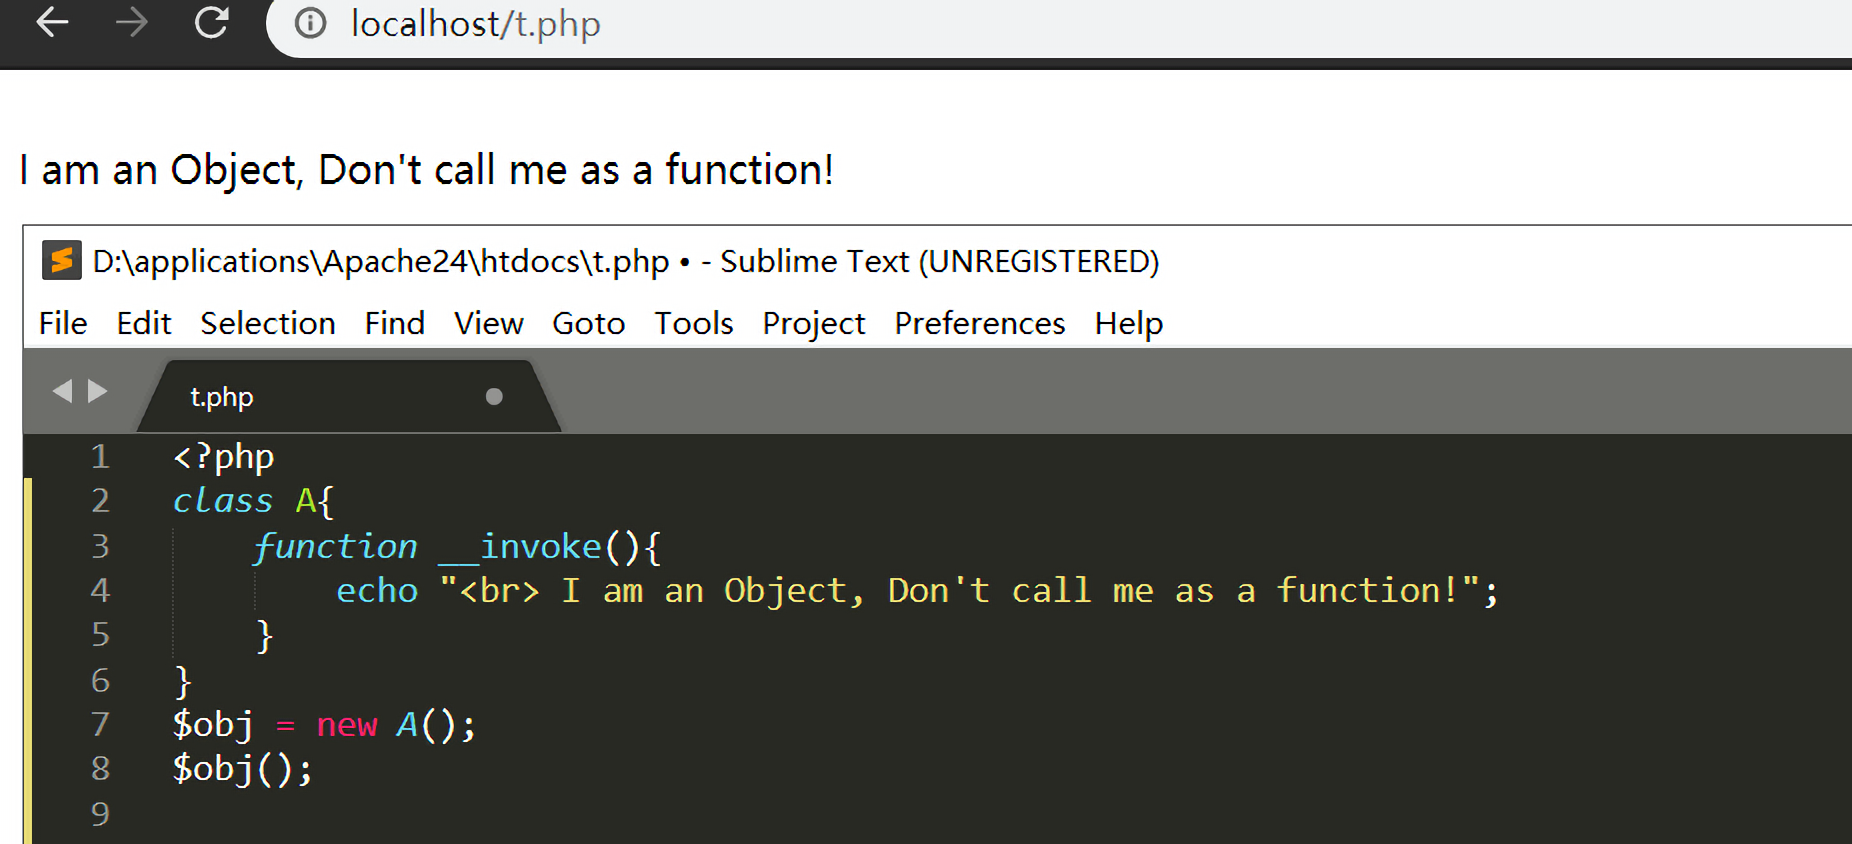 localhost/t.php
I am an Object, Don't call me as a function!
D:\applications\Apache24\htdocs\t.php • - Sublime Text (UNREGISTERED)
File Edit Selection Find View Goto Tools Project Preferences Help
t.php
1 <?php
2 class A{
3 function __invoke(){
4 echo "<br> I am an Object, Don't call me as a function!";
5 }
6 }
7 $obj = new A();
8 $obj();
9